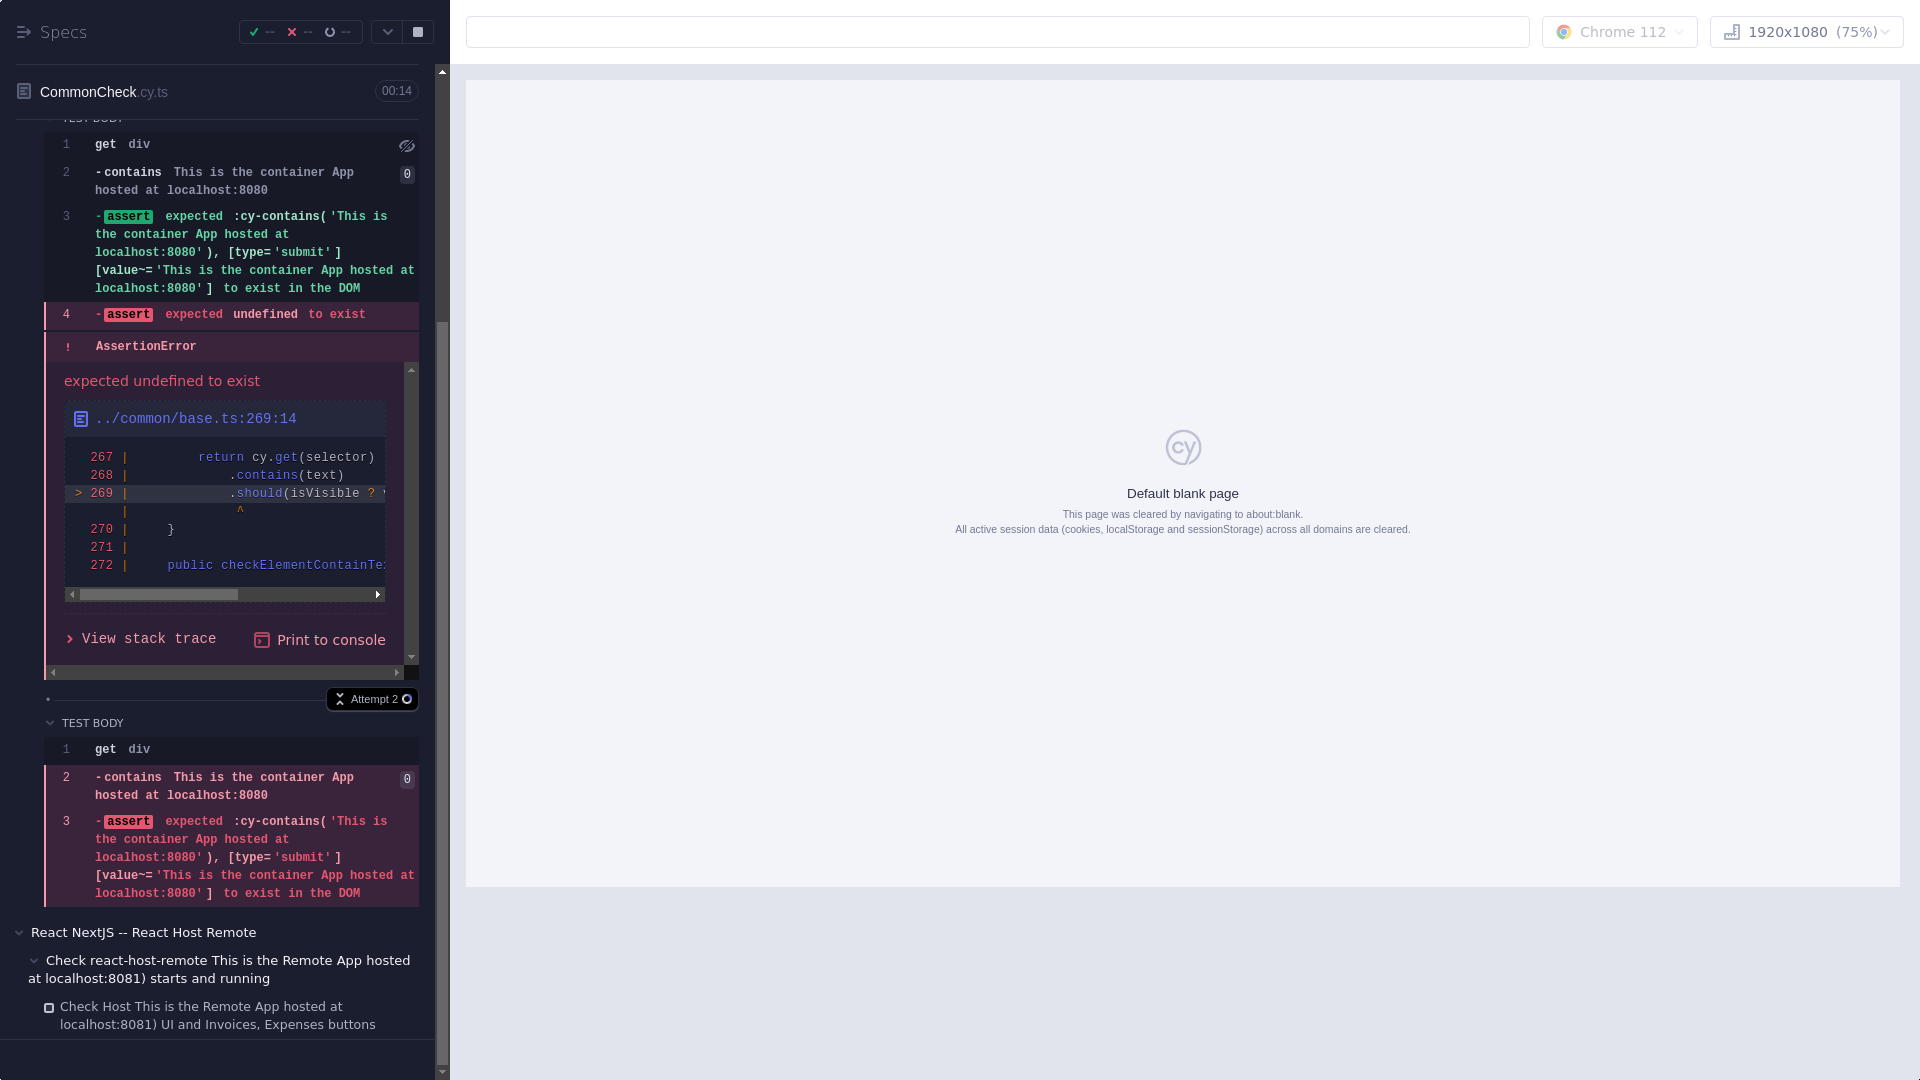 Specs
-- -- --
Chrome 112
1920x1080 (75%)
CommonCheck.cy.ts
00:14
TEST BODY
1 get div
2 -contains This is the container App
hosted at localhost:8080
0
3 -assert expected :cy-contains('This is
the container App hosted at
localhost:8080'), [type='submit']
[value~='This is the container App hosted at
localhost:8080'] to exist in the DOM
4 -assert expected undefined to exist
! AssertionError
expected undefined to exist
../common/base.ts:269:14
267 | return cy.get(selector)
268 | .contains(text)
> 269 | .should(isVisible ?
| ^
270 | }
271 |
272 | public checkElementContainTe
View stack trace
Print to console
Attempt 2
TEST BODY
1 get div
2 -contains This is the container App
hosted at localhost:8080
0
3 -assert expected :cy-contains('This is
the container App hosted at
localhost:8080'), [type='submit']
[value~='This is the container App hosted at
localhost:8080'] to exist in the DOM
React NextJS -- React Host Remote
Check react-host-remote This is the Remote App hosted
at localhost:8081) starts and running
Check Host This is the Remote App hosted at
localhost:8081) UI and Invoices, Expenses buttons
cy
Default blank page
This page was cleared by navigating to about:blank.
All active session data (cookies, localStorage and sessionStorage) across all domains are cleared.